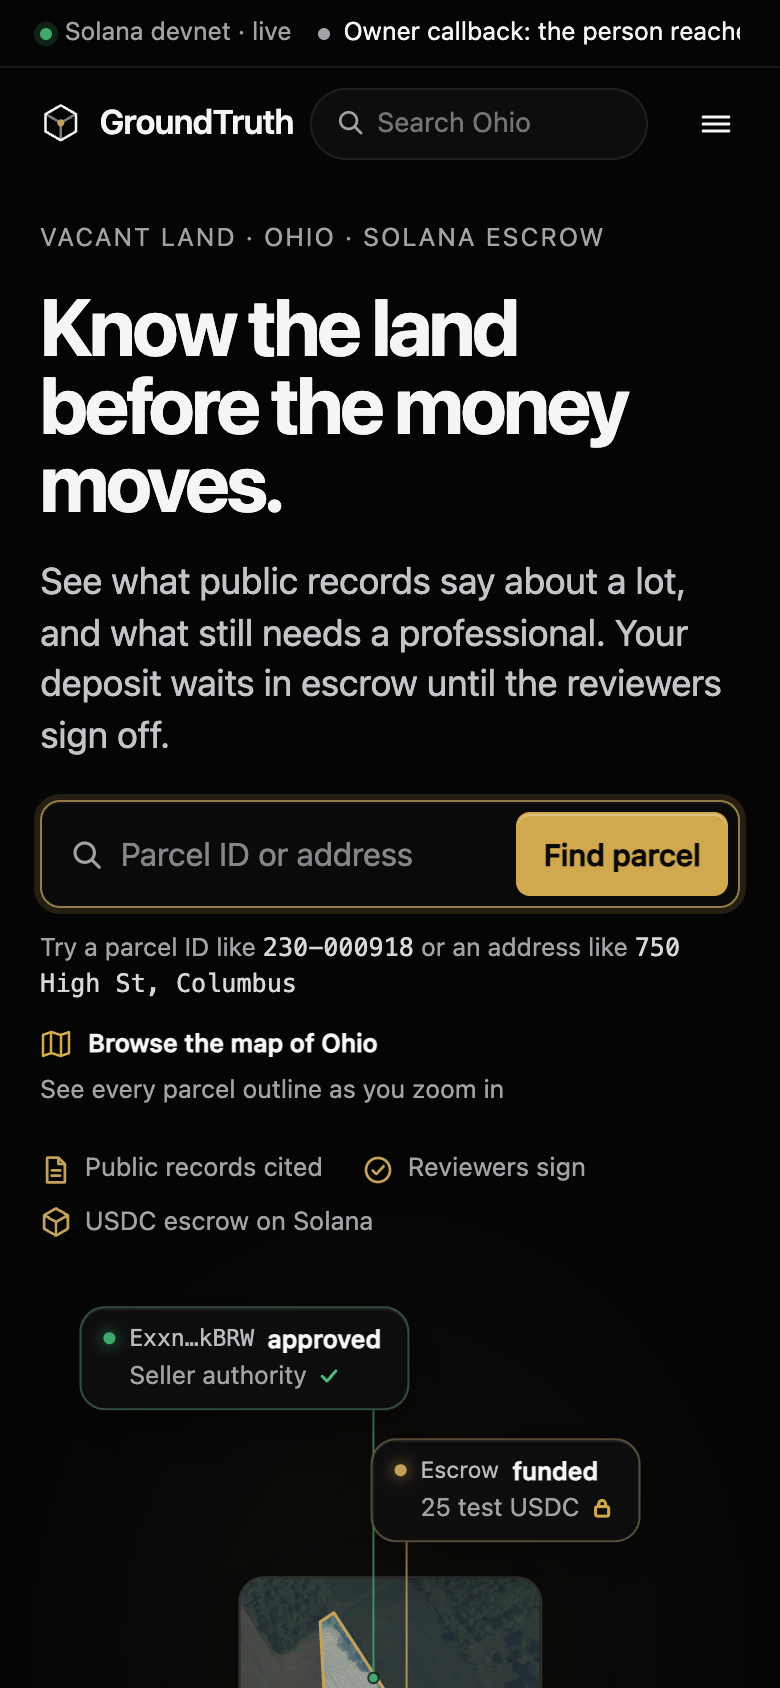 Solana devnet · live
Owner callback: the person reache
GroundTruth
Search Ohio
VACANT LAND · OHIO · SOLANA ESCROW
Know the land
before the money
moves.
See what public records say about a lot,
and what still needs a professional. Your
deposit waits in escrow until the reviewers
sign off.
Parcel ID or address
Find parcel
Try a parcel ID like 230-000918 or an address like 750
High St, Columbus
Browse the map of Ohio
See every parcel outline as you zoom in
Public records cited
Reviewers sign
USDC escrow on Solana
Exxn…kBRW approved
Seller authority
Escrow funded
25 test USDC